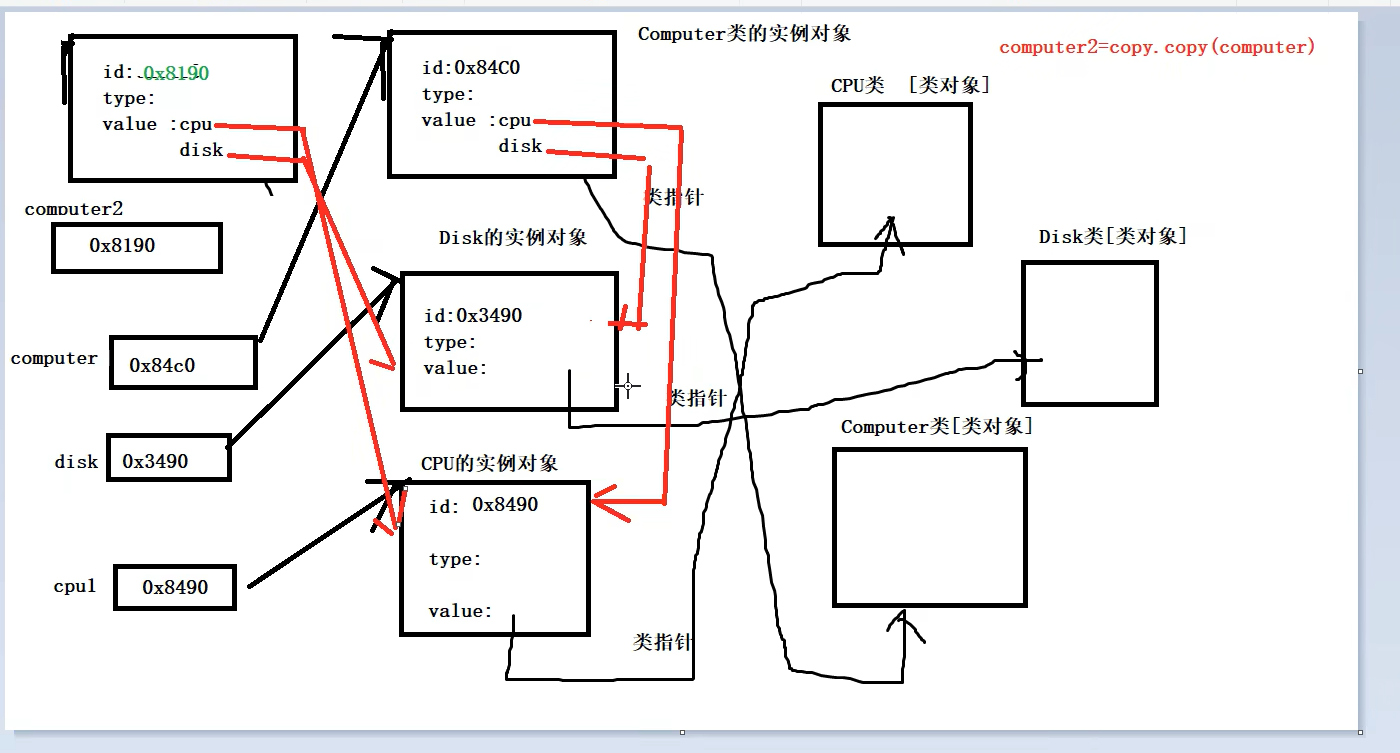 Computer类的实例对象
computer2=copy.copy(computer)
id: 0x8190
type:
value :cpu
disk
id:0x84C0
type:
value :cpu
disk
CPU类 [类对象]
类指针
computer2
0x8190
Disk的实例对象
Disk类[类对象]
id:0x3490
type:
value:
computer
0x84c0
类指针
Computer类[类对象]
disk
0x3490
CPU的实例对象
id: 0x8490
type:
value:
cpu1
0x8490
类指针